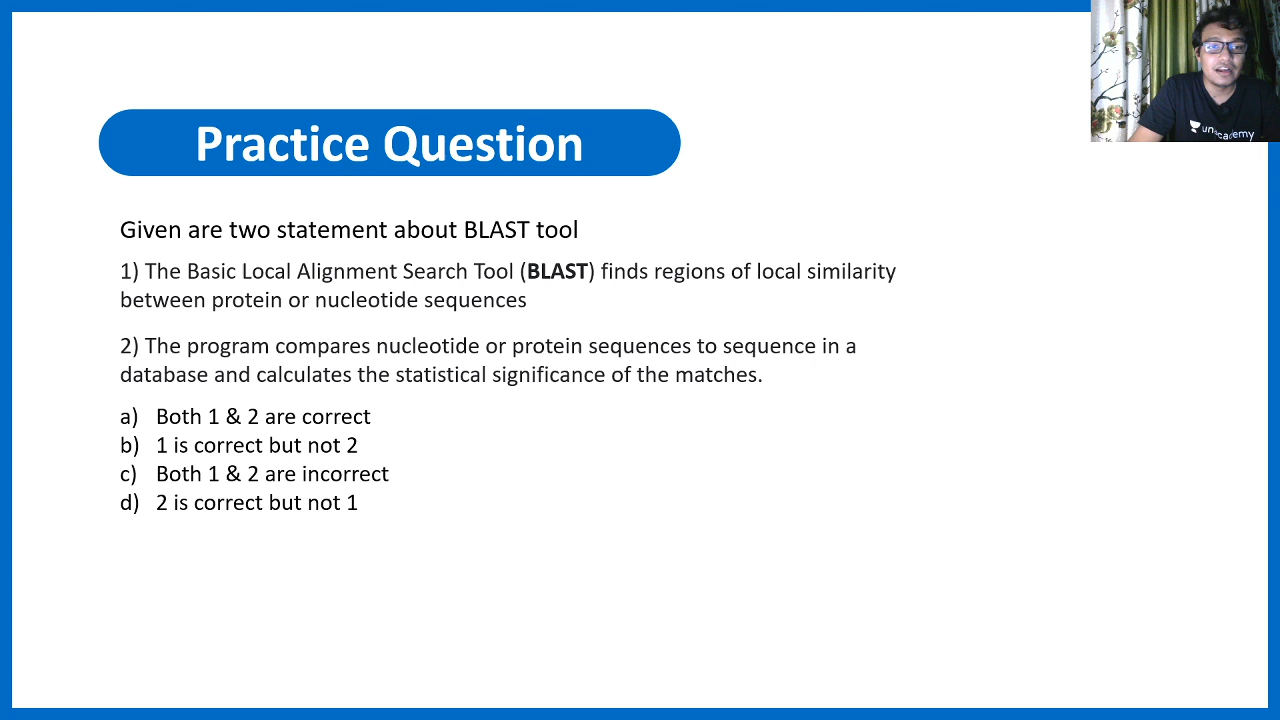 Practice Question
Given are two statement about BLAST tool
1) The Basic Local Alignment Search Tool (BLAST) finds regions of local similarity
between protein or nucleotide sequences
2) The program compares nucleotide or protein sequences to sequence in a
database and calculates the statistical significance of the matches.
a) Both 1 & 2 are correct
b) 1 is correct but not 2
c) Both 1 & 2 are incorrect
d) 2 is correct but not 1
unacademy